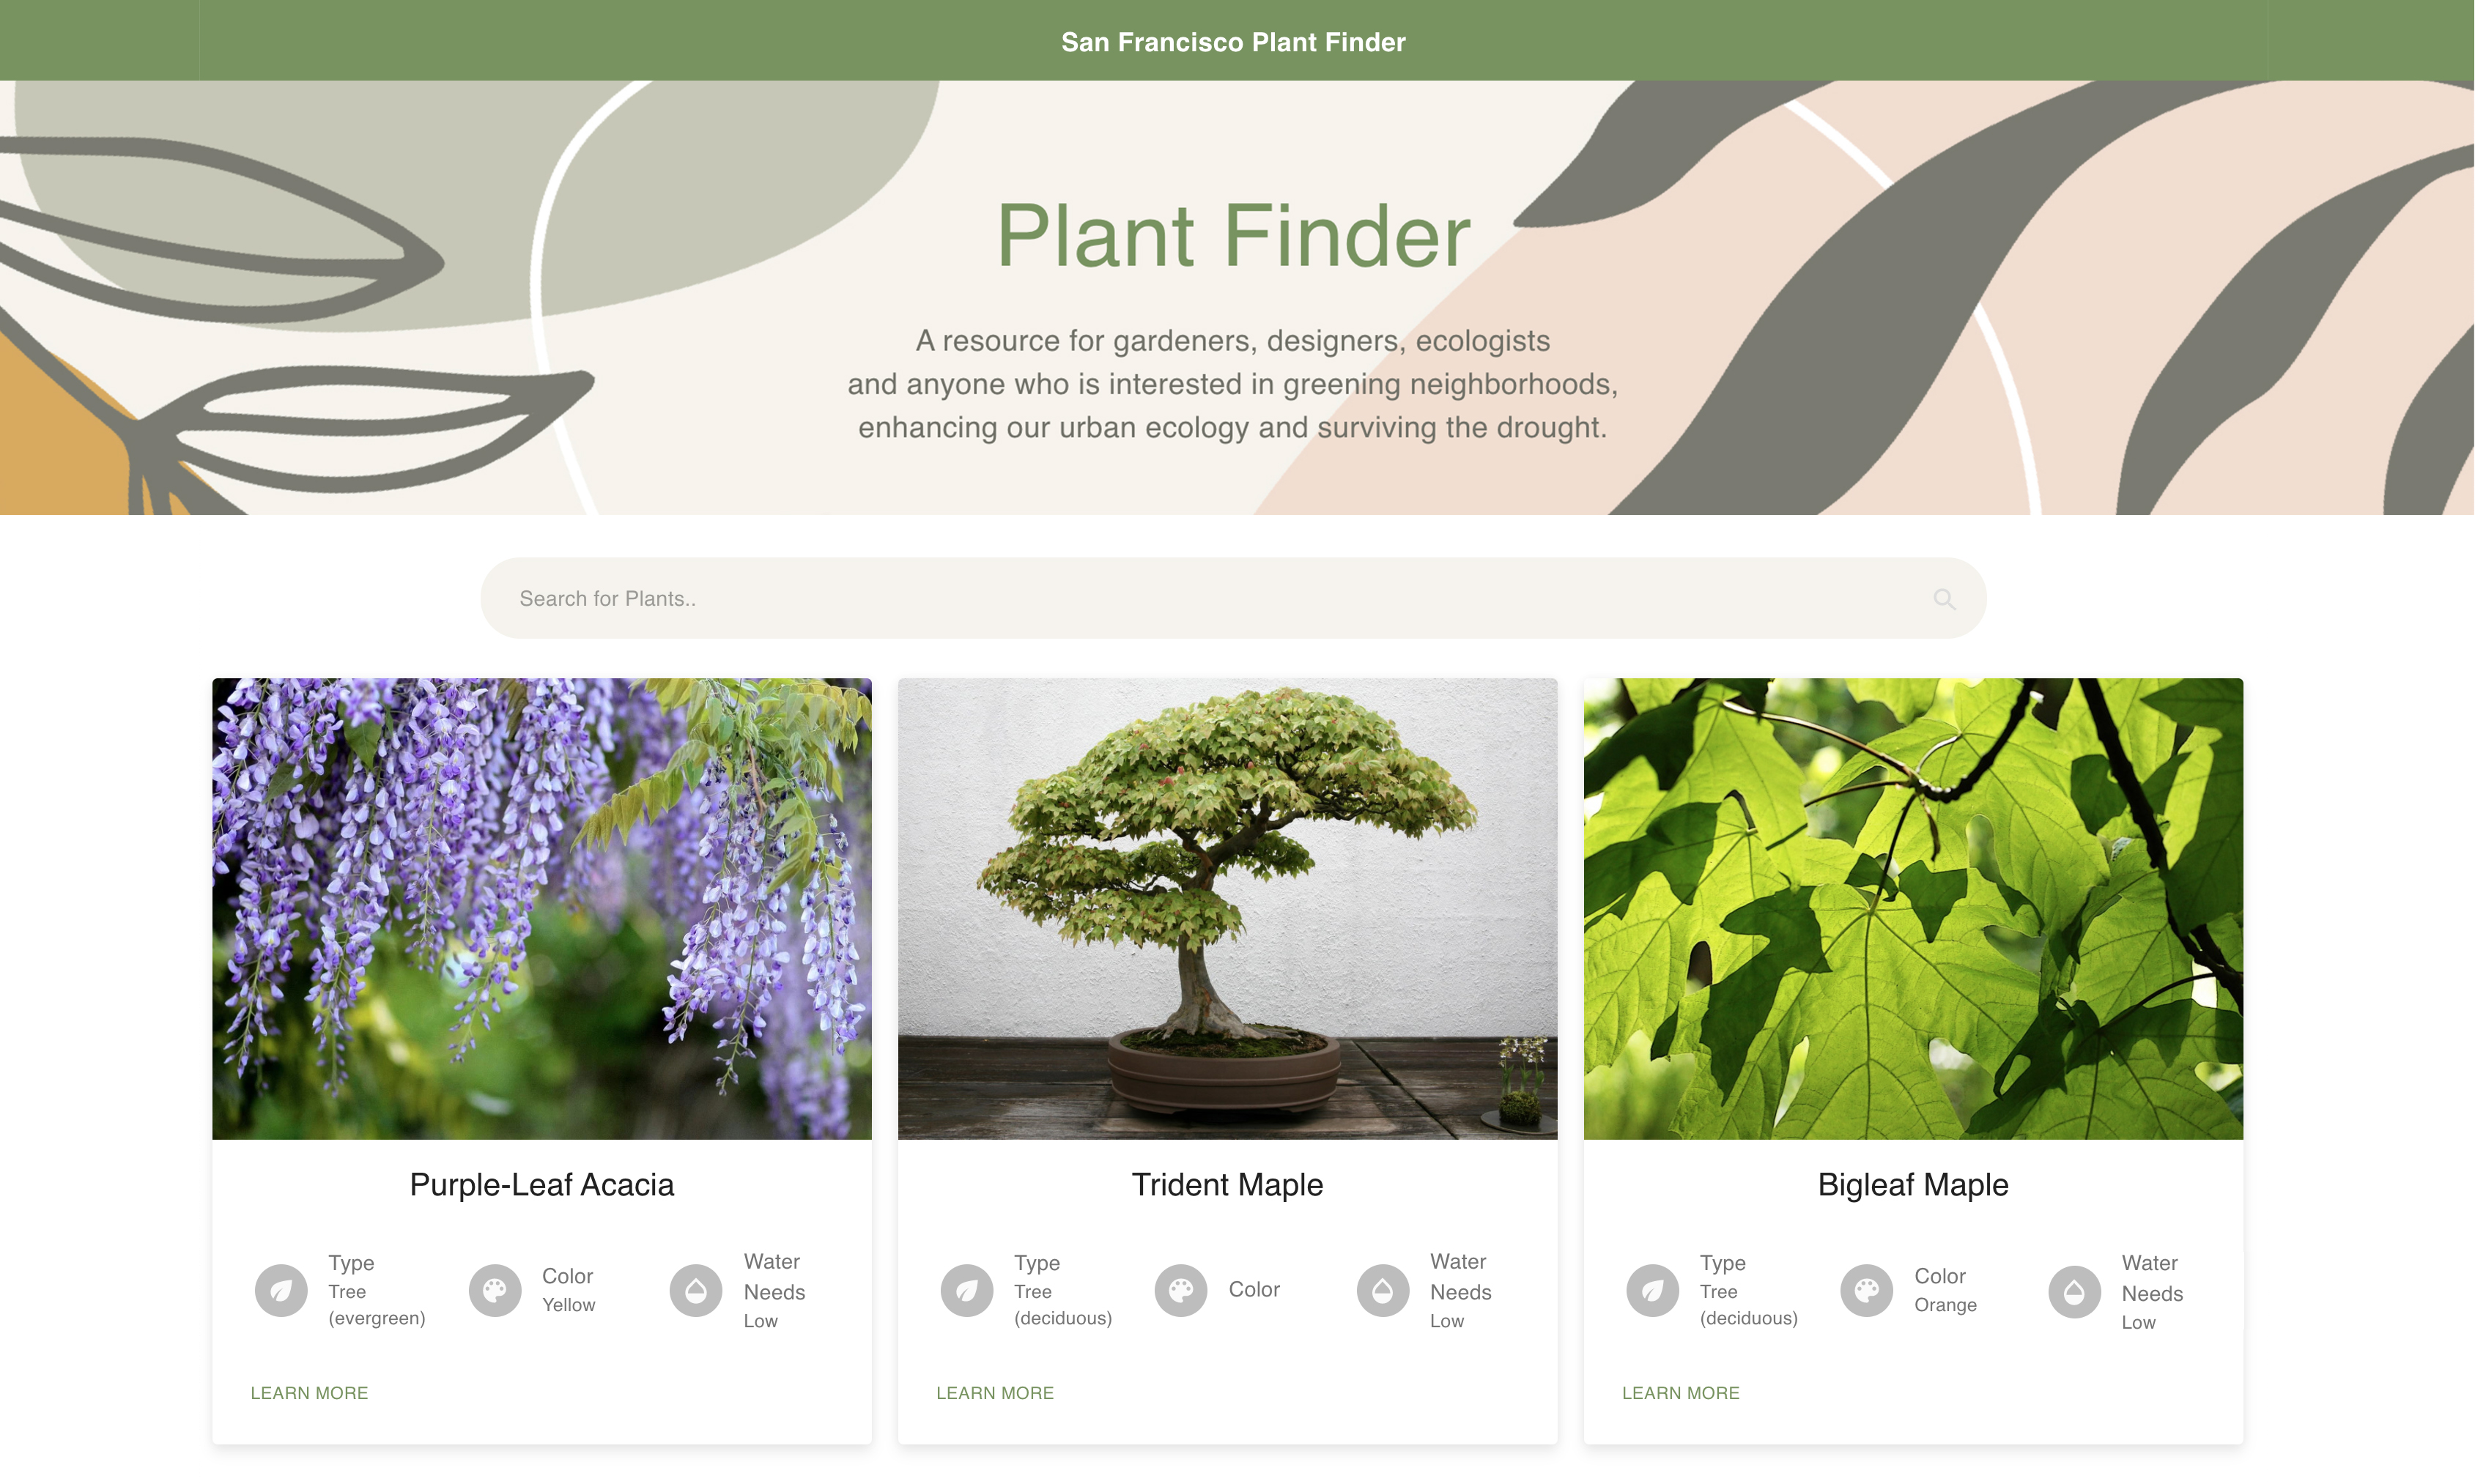 San Francisco Plant Finder
Plant Finder
A resource for gardeners, designers, ecologists
and anyone who is interested in greening neighborhoods,
enhancing our urban ecology and surviving the drought.
Search for Plants..
Purple-Leaf Acacia
Type
Tree
(evergreen)
Color
Yellow
Water
Needs
Low
LEARN MORE
Trident Maple
Type
Tree
(deciduous)
Color
Water
Needs
Low
LEARN MORE
Bigleaf Maple
Type
Tree
(deciduous)
Color
Orange
Water
Needs
Low
LEARN MORE